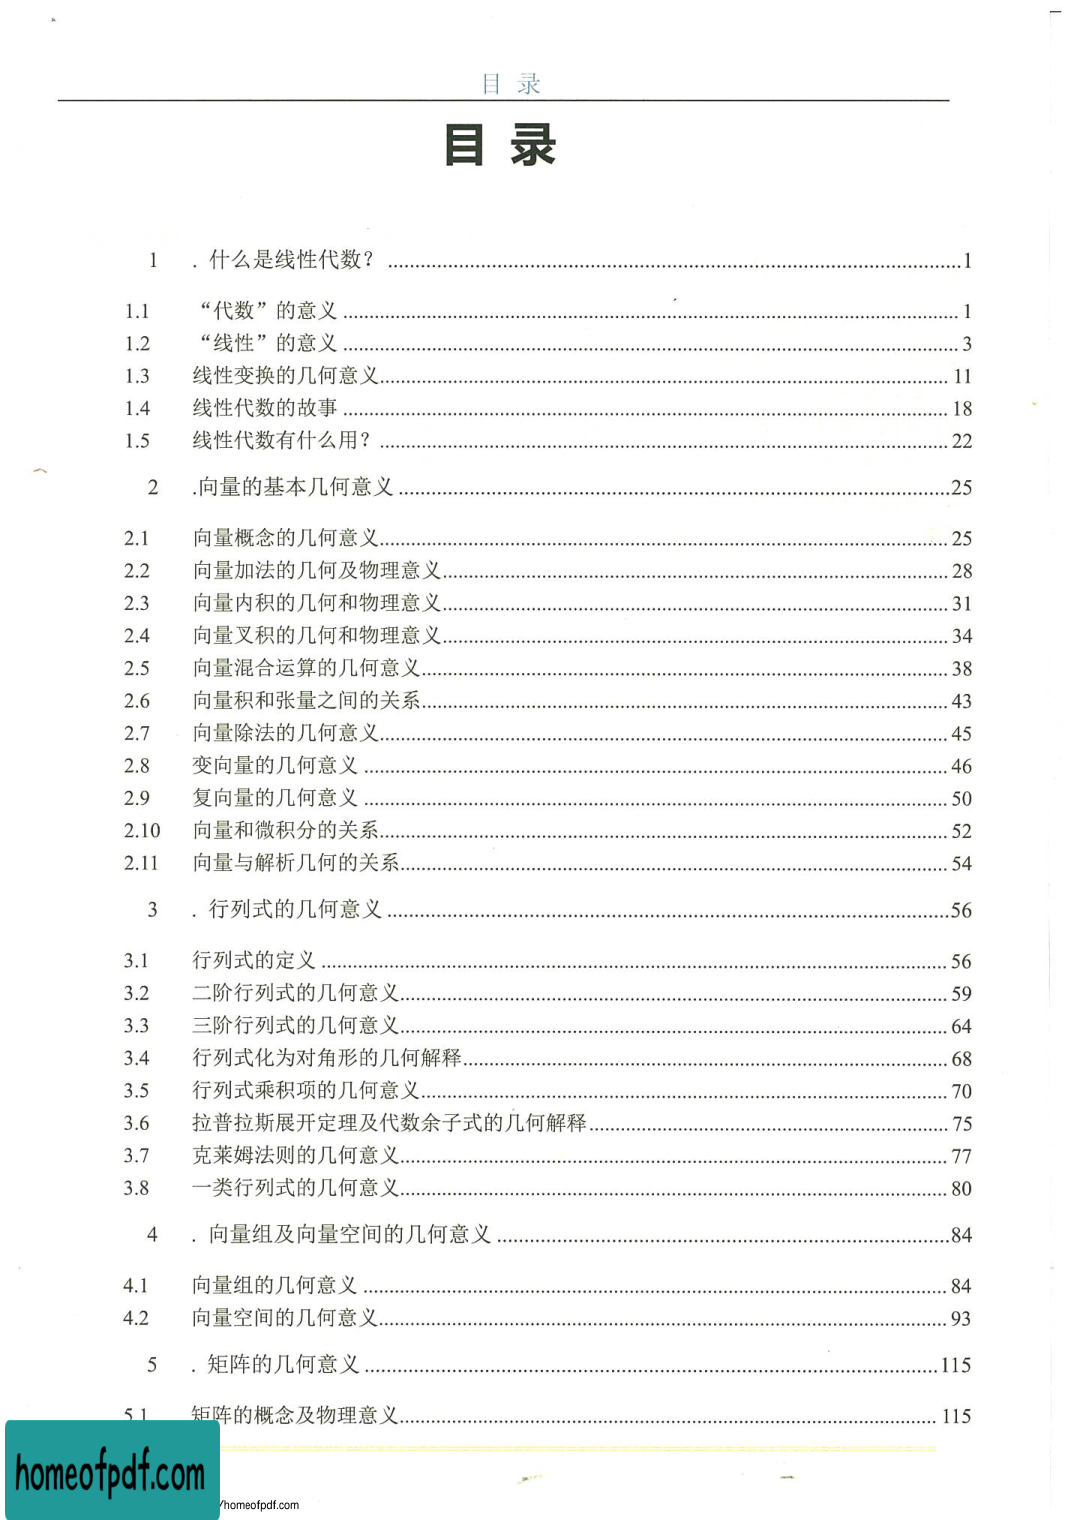 目 录
目 录
1 . 什么是线性代数？ ........ 1
1.1 “代数”的意义 ........ 1
1.2 “线性”的意义 ........ 3
1.3 线性变换的几何意义 ........ 11
1.4 线性代数的故事 ........ 18
1.5 线性代数有什么用？ ........ 22
2 .向量的基本几何意义 ........ 25
2.1 向量概念的几何意义 ........ 25
2.2 向量加法的几何及物理意义 ........ 28
2.3 向量内积的几何和物理意义 ........ 31
2.4 向量叉积的几何和物理意义 ........ 34
2.5 向量混合运算的几何意义 ........ 38
2.6 向量积和张量之间的关系 ........ 43
2.7 向量除法的几何意义 ........ 45
2.8 变向量的几何意义 ........ 46
2.9 复向量的几何意义 ........ 50
2.10 向量和微积分的关系 ........ 52
2.11 向量与解析几何的关系 ........ 54
3 . 行列式的几何意义 ........ 56
3.1 行列式的定义 ........ 56
3.2 二阶行列式的几何意义 ........ 59
3.3 三阶行列式的几何意义 ........ 64
3.4 行列式化为对角形的几何解释 ........ 68
3.5 行列式乘积项的几何意义 ........ 70
3.6 拉普拉斯展开定理及代数余子式的几何解释 ........ 75
3.7 克莱姆法则的几何意义 ........ 77
3.8 一类行列式的几何意义 ........ 80
4 . 向量组及向量空间的几何意义 ........ 84
4.1 向量组的几何意义 ........ 84
4.2 向量空间的几何意义 ........ 93
5 . 矩阵的几何意义 ........ 115
5.1 矩阵的概念及物理意义 ........ 115
homeofpdf.com
/homeofpdf.com